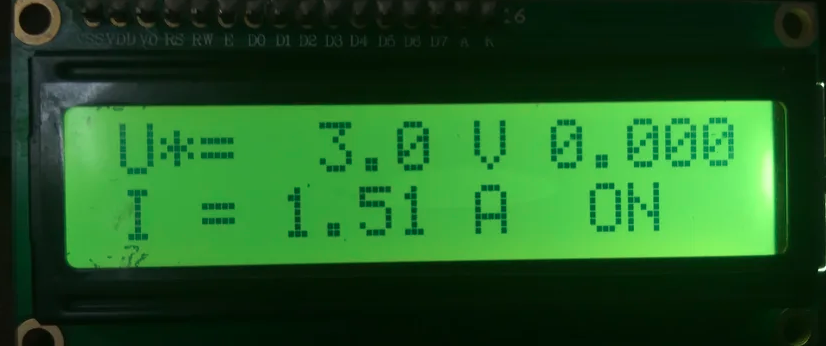 VSS VDD VO RS RW E D0 D1 D2 D3 D4 D5 D6 D7 A K
U*= 3.0 V 0.000
I = 1.51 A ON